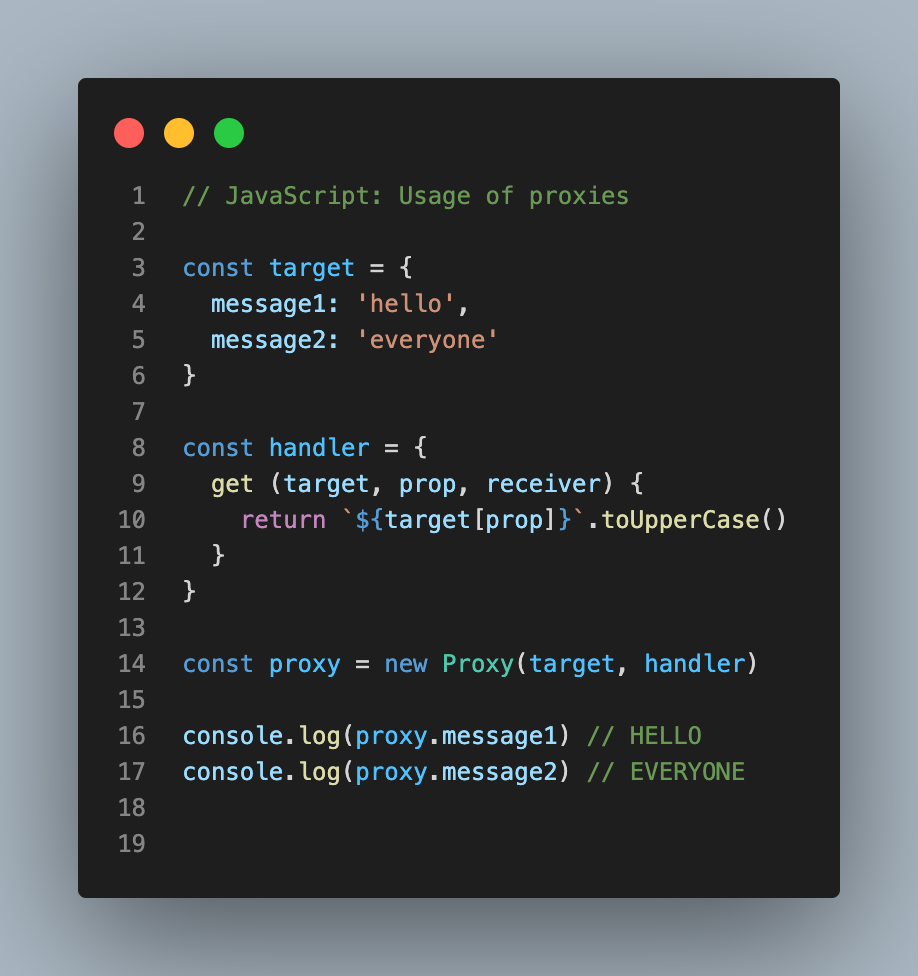 1 // JavaScript: Usage of proxies
2
3 const target = {
4   message1: 'hello',
5   message2: 'everyone'
6 }
7
8 const handler = {
9   get (target, prop, receiver) {
10     return `${target[prop]}`.toUpperCase()
11   }
12 }
13
14 const proxy = new Proxy(target, handler)
15
16 console.log(proxy.message1) // HELLO
17 console.log(proxy.message2) // EVERYONE
18
19